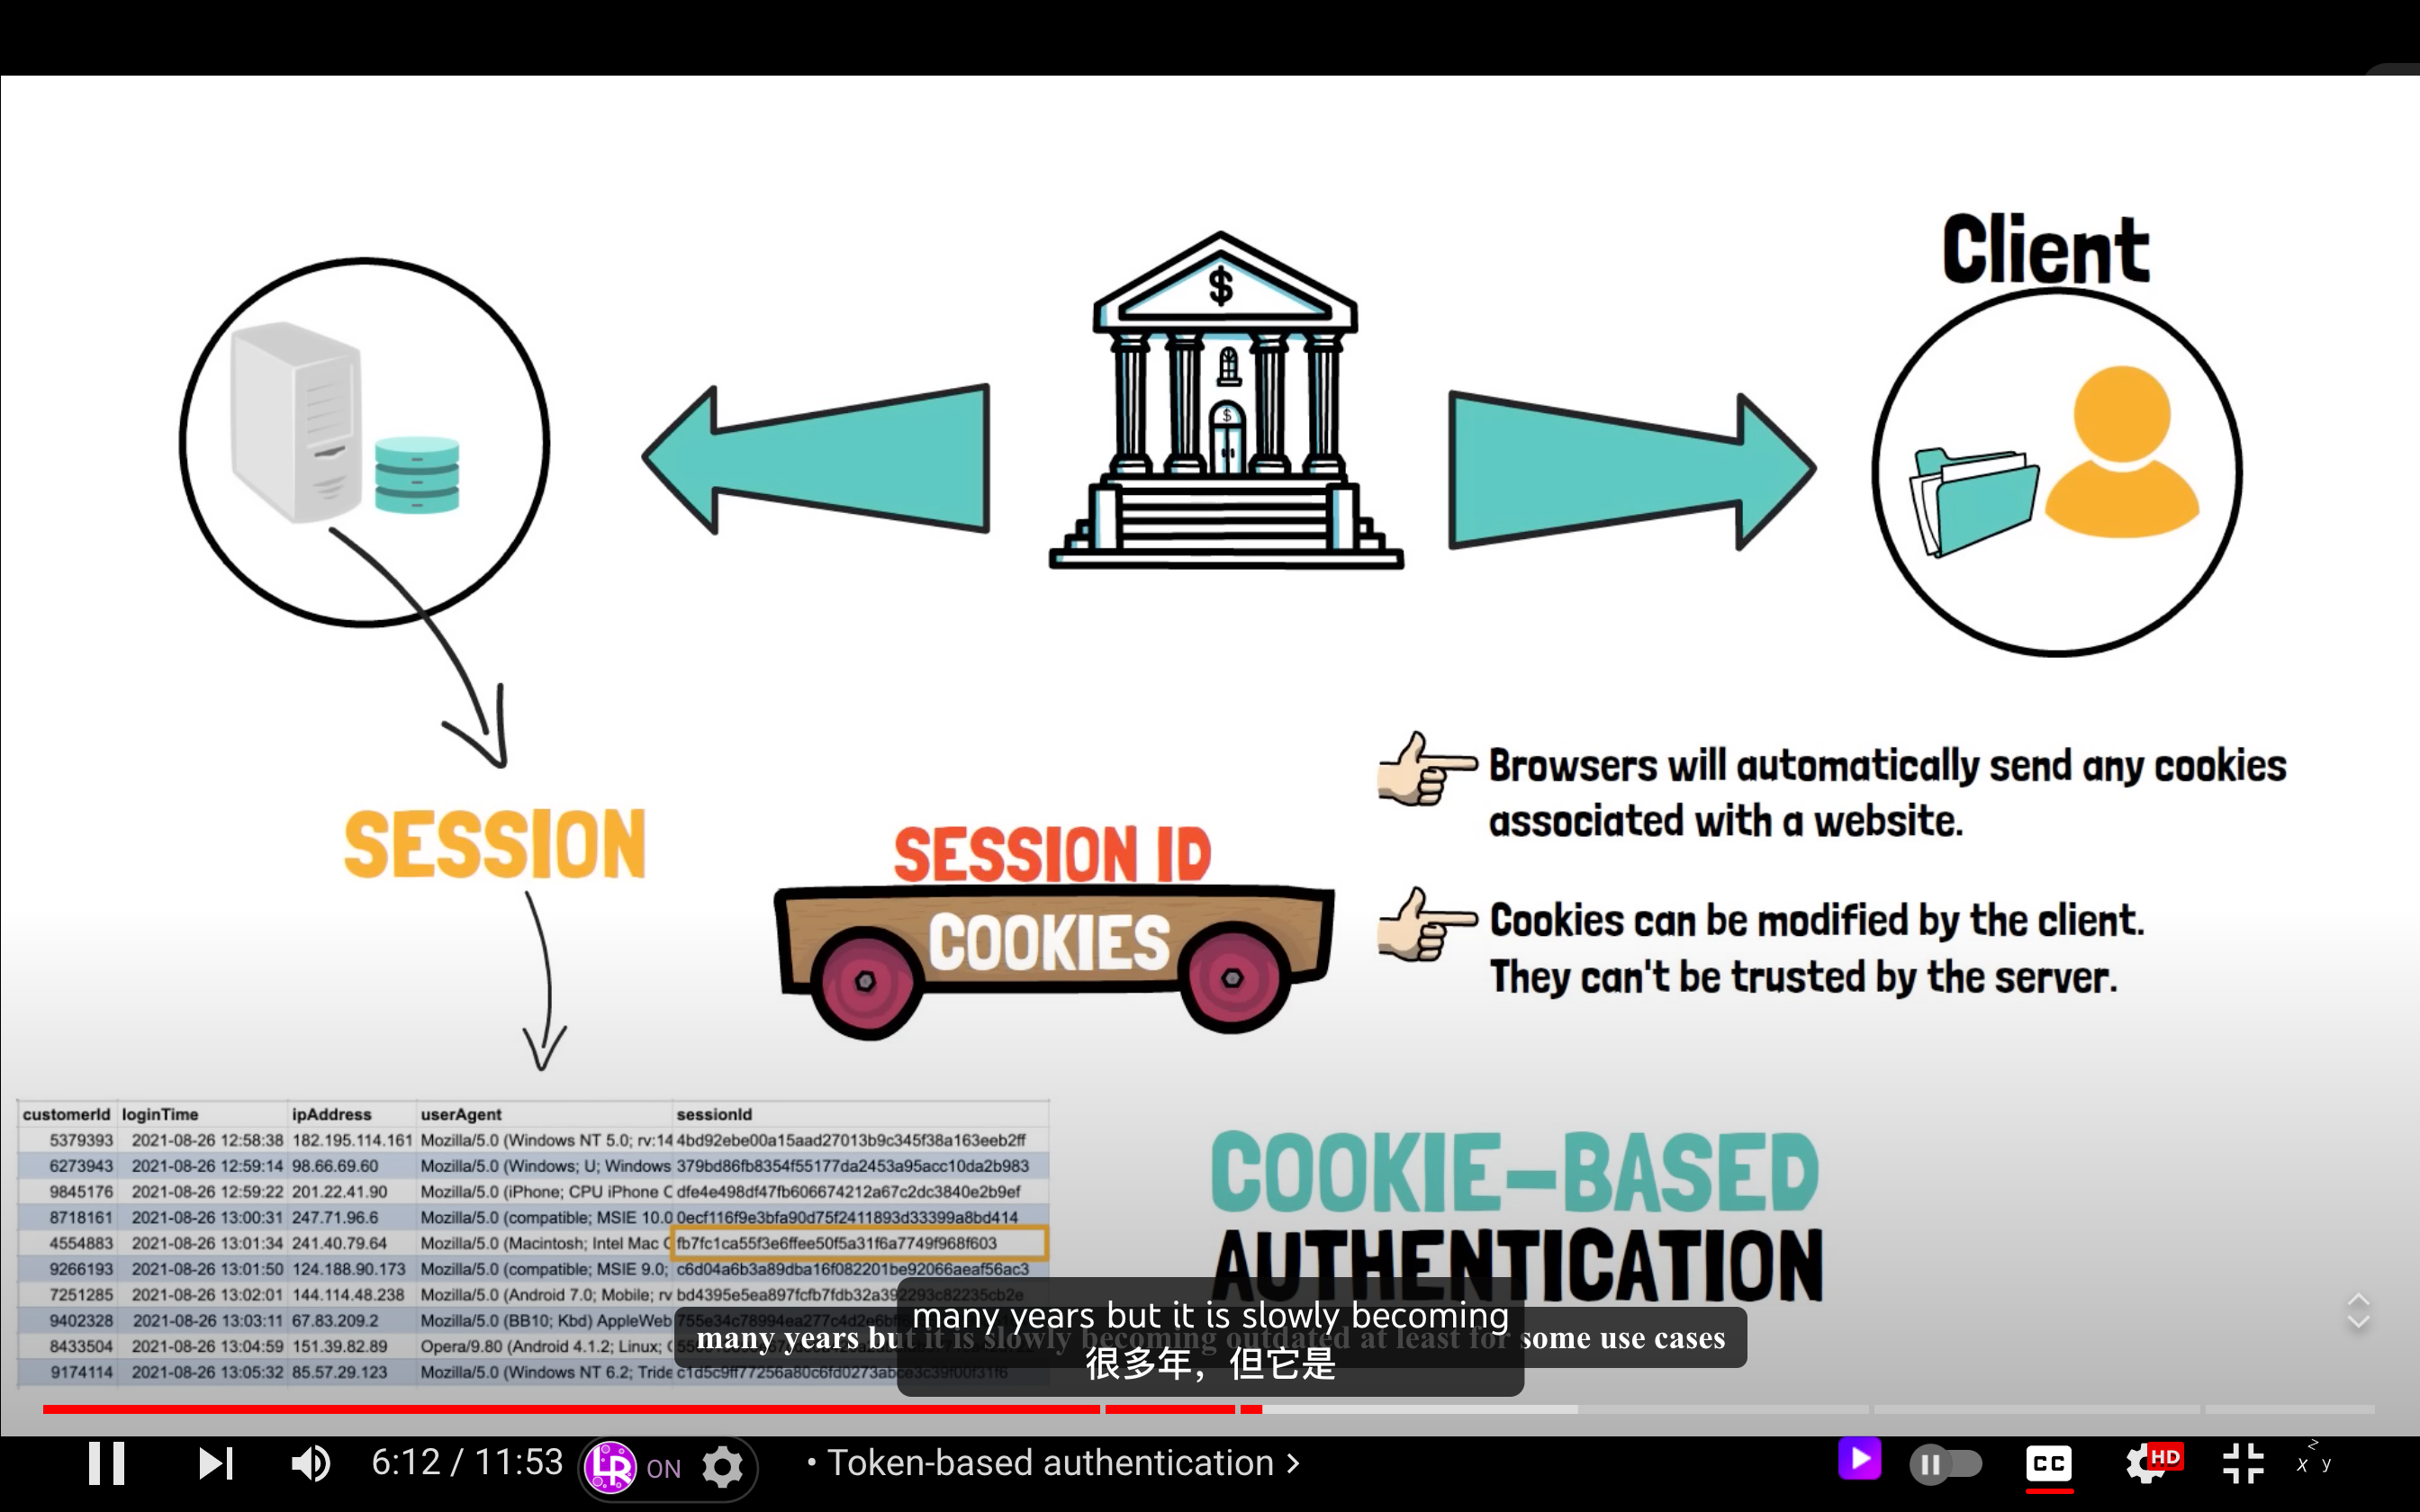 Client
$
$
Browsers will automatically send any cookies
associated with a website.
SESSION
SESSION ID
COOKIES
Cookies can be modified by the client.
They can't be trusted by the server.
customerId loginTime ipAddress userAgent sessionId
5379393 2021-08-26 12:58:38 182.195.114.161 Mozilla/5.0 (Windows NT 5.0; rv:14 4bd92ebe00a15aad27013b9c345f38a163eeb2ff
6273943 2021-08-26 12:59:14 98.66.69.60 Mozilla/5.0 (Windows; U; Windows 379bd86fb8354f55177da2453a95acc10da2b983
9845176 2021-08-26 12:59:22 201.22.41.90 Mozilla/5.0 (iPhone; CPU iPhone C dfe4e498df47fb606674212a67c2dc3840e2b9ef
8718161 2021-08-26 13:00:31 247.71.96.6 Mozilla/5.0 (compatible; MSIE 10.0 0ecf116f9e3bfa90d75f2411893d33399a8bd414
4554883 2021-08-26 13:01:34 241.40.79.64 Mozilla/5.0 (Macintosh; Intel Mac C fb7fc1ca55f3e6ffee50f5a31f6a7749f968f603
9266193 2021-08-26 13:01:50 124.188.90.173 Mozilla/5.0 (compatible; MSIE 9.0; c6d04a6b3a89dba16f082201be92066aeaf56ac3
7251285 2021-08-26 13:02:01 144.114.48.238 Mozilla/5.0 (Android 7.0; Mobile; rv bd4395e5ea897fcfb7fdb32a392293c82235cb2e
9402328 2021-08-26 13:03:11 67.83.209.2 Mozilla/5.0 (BB10; Kbd) AppleWeb
8433504 2021-08-26 13:04:59 151.39.82.89 Opera/9.80 (Android 4.1.2; Linux;
9174114 2021-08-26 13:05:32 85.57.29.123 Mozilla/5.0 (Windows NT 6.2; Tride c1d5c9ff77256a80c6fd0273abce3c39f00f31f6
COOKIE-BASED
AUTHENTICATION
many years but it is slowly becoming
many years but it is slowly becoming outdated at least for some use cases
很多年，但它是
6:12 / 11:53 LR ON • Token-based authentication > CC HD z x y